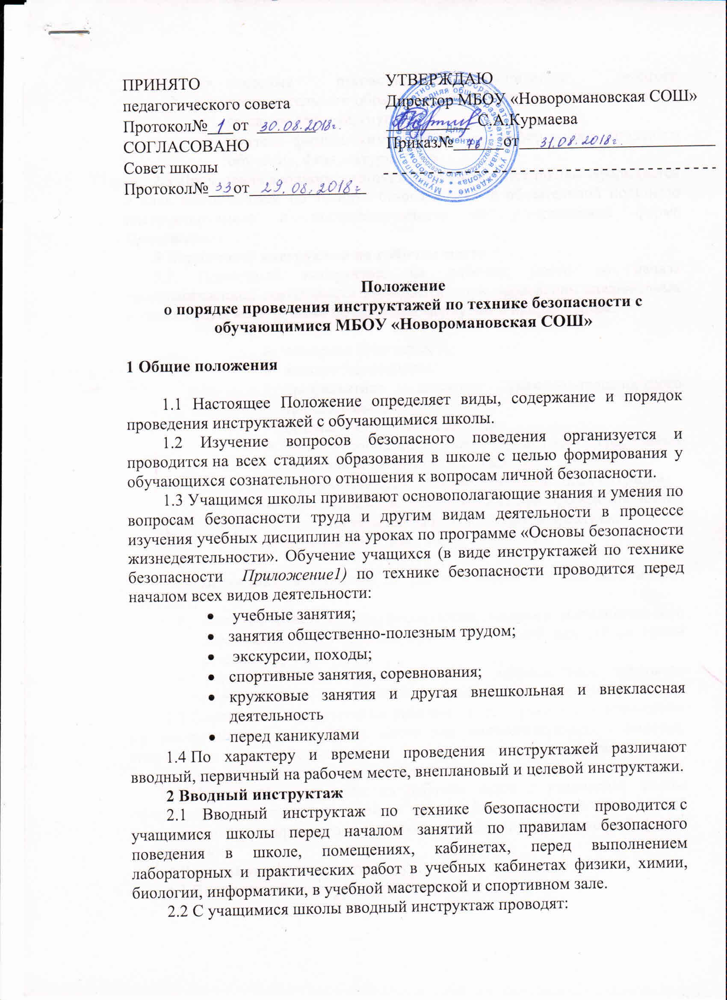 ПРИНЯТО
педагогического совета
Протокол№ 1 от 30.08.2018г.
СОГЛАСОВАНО
Совет школы
Протокол№ 33 от 29.08.2018г
УТВЕРЖДАЮ
Директор МБОУ «Новоромановская СОШ»
С.А.Курмаева
Приказ№ 76 от 31.08.2018г.
для
документов
Положение
о порядке проведения инструктажей по технике безопасности с
обучающимися МБОУ «Новоромановская СОШ»
1 Общие положения
1.1 Настоящее Положение определяет виды, содержание и порядок
проведения инструктажей с обучающимися школы.
1.2 Изучение вопросов безопасного поведения организуется и
проводится на всех стадиях образования в школе с целью формирования у
обучающихся сознательного отношения к вопросам личной безопасности.
1.3 Учащимся школы прививают основополагающие знания и умения по
вопросам безопасности труда и другим видам деятельности в процессе
изучения учебных дисциплин на уроках по программе «Основы безопасности
жизнедеятельности». Обучение учащихся (в виде инструктажей по технике
безопасности Приложение1) по технике безопасности проводится перед
началом всех видов деятельности:
• учебные занятия;
• занятия общественно-полезным трудом;
• экскурсии, походы;
• спортивные занятия, соревнования;
• кружковые занятия и другая внешкольная и внеклассная
деятельность
• перед каникулами
1.4 По характеру и времени проведения инструктажей различают
вводный, первичный на рабочем месте, внеплановый и целевой инструктажи.
2 Вводный инструктаж
2.1 Вводный инструктаж по технике безопасности проводится с
учащимися школы перед началом занятий по правилам безопасного
поведения в школе, помещениях, кабинетах, перед выполнением
лабораторных и практических работ в учебных кабинетах физики, химии,
биологии, информатики, в учебной мастерской и спортивном зале.
2.2 С учащимися школы вводный инструктаж проводят: